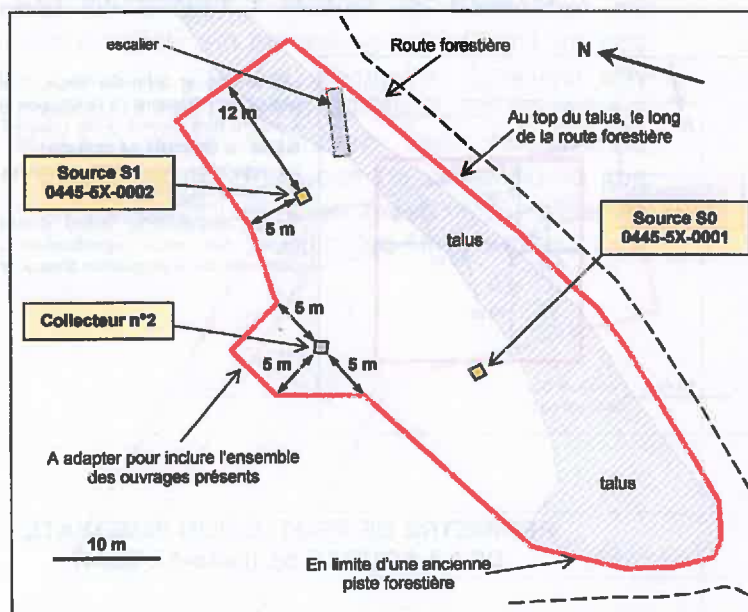 escalier
Route forestière
N
12 m
Au top du talus, le long
de la route forestière
Source S1
0445-5X-0002
Source S0
0445-5X-0001
5 m
talus
5 m
Collecteur n°2
5 m
5 m
A adapter pour inclure l'ensemble
des ouvrages présents
talus
10 m
En limite d'une ancienne
piste forestière